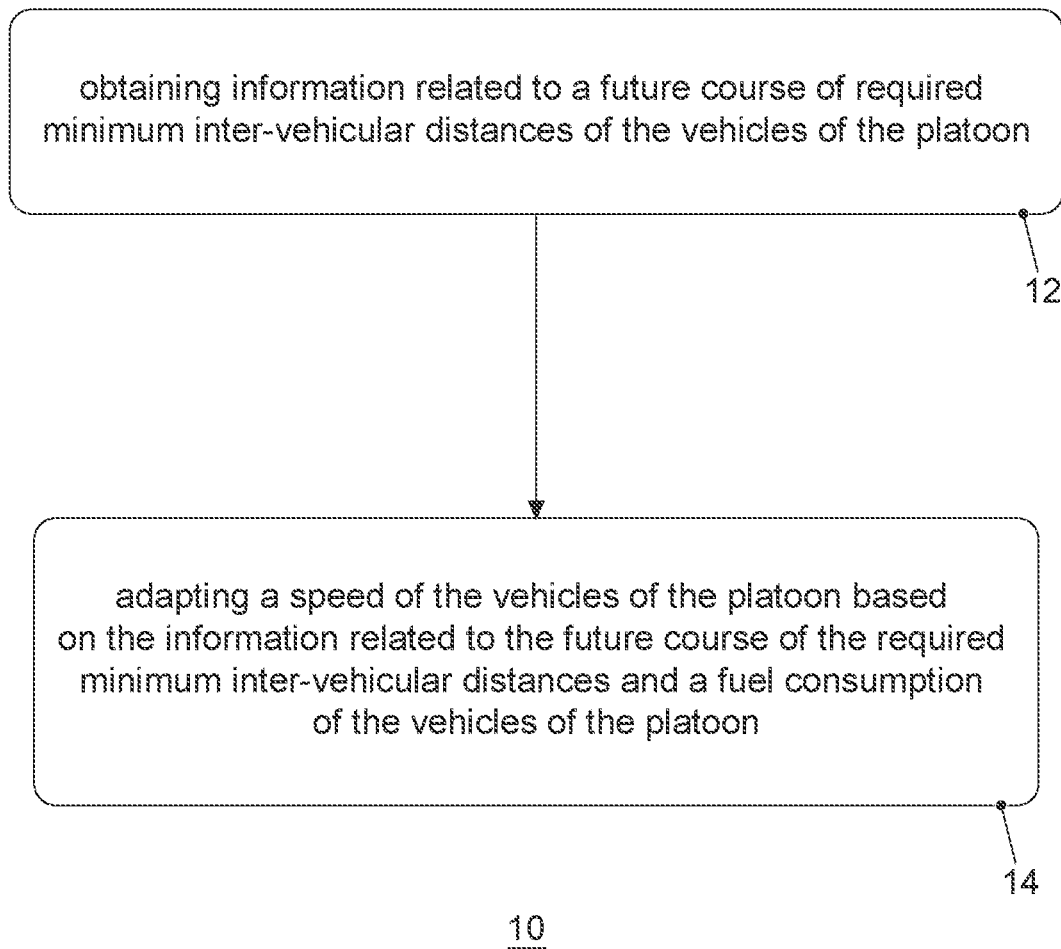 obtaining information related to a future course of required
minimum inter-vehicular distances of the vehicles of the platoon
12
adapting a speed of the vehicles of the platoon based
on the information related to the future course of the required
minimum inter-vehicular distances and a fuel consumption
of the vehicles of the platoon
14
10